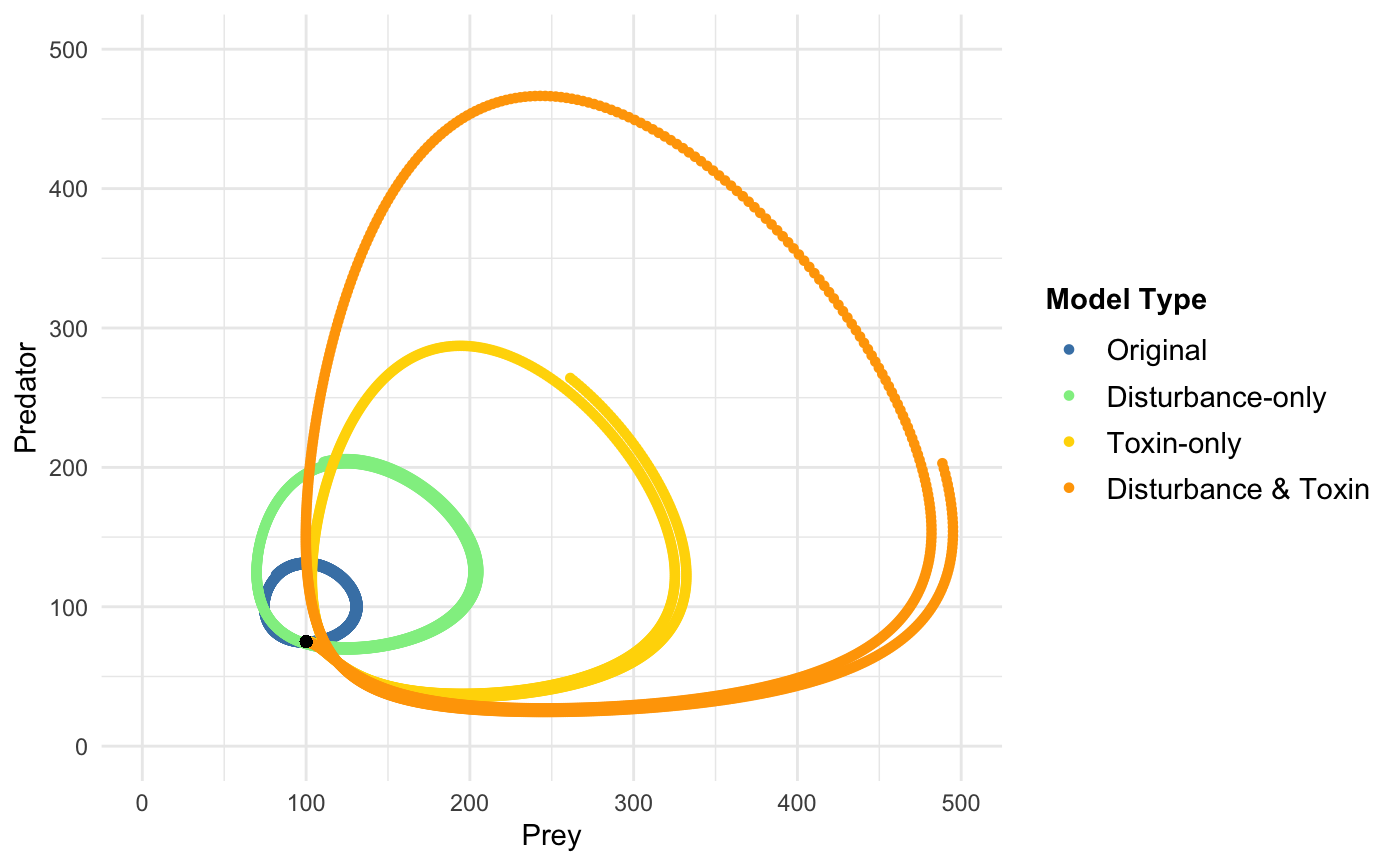 500
400
300
200
100
0
Predator
0 100 200 300 400 500
Prey
Model Type
Original
Disturbance-only
Toxin-only
Disturbance & Toxin